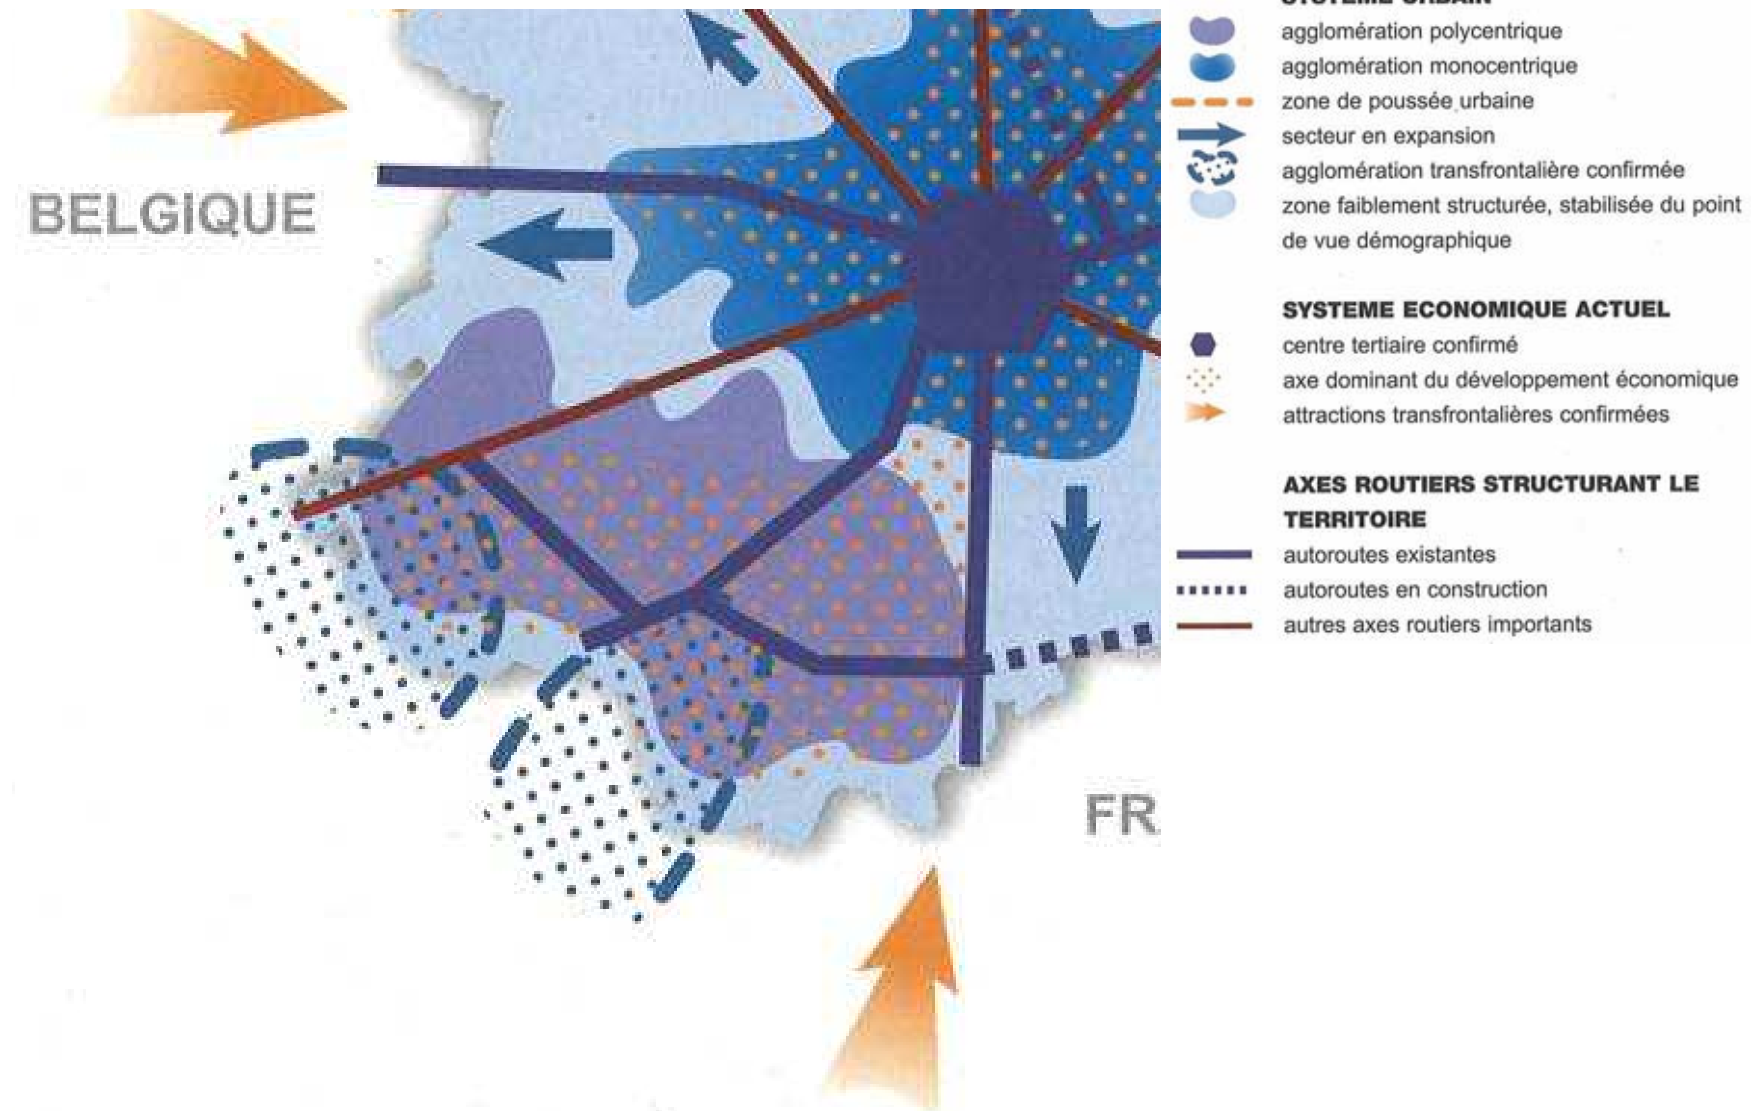 SYSTEME URBAIN
agglomération polycentrique
agglomération monocentrique
zone de poussée urbaine
secteur en expansion
agglomération transfrontalière confirmée
zone faiblement structurée, stabilisée du point
de vue démographique
SYSTEME ECONOMIQUE ACTUEL
centre tertiaire confirmé
axe dominant du développement économique
attractions transfrontalières confirmées
AXES ROUTIERS STRUCTURANT LE
TERRITOIRE
autoroutes existantes
autoroutes en construction
autres axes routiers importants
BELGIQUE
FR